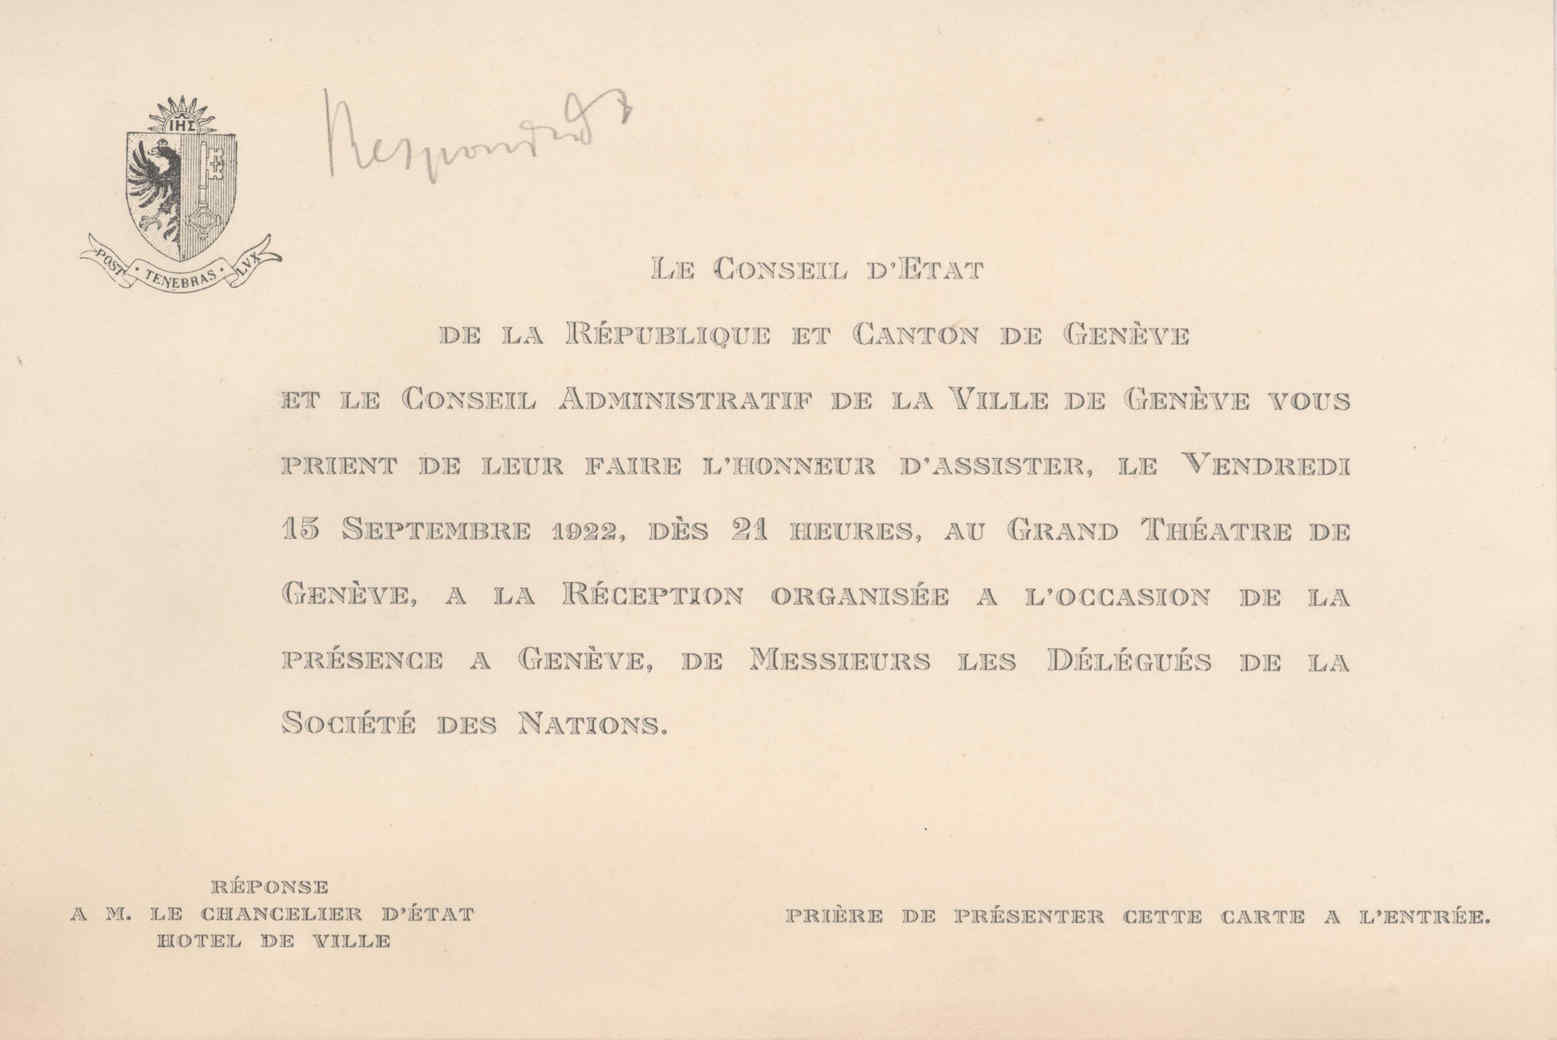 ΙΗΣ
POST · TENEBRAS · LVX
Respondido
Le Conseil d'Etat
de la République et Canton de Genève
et le Conseil Administratif de la Ville de Genève vous
prient de leur faire l'honneur d'assister, le Vendredi
15 Septembre 1922, dès 21 heures, au Grand Théatre de
Genève, a la Réception organisée a l'occasion de la
présence a Genève, de Messieurs les Délégués de la
Société des Nations.
RÉPONSE
A M. LE CHANCELIER D'ÉTAT
HOTEL DE VILLE
PRIÈRE DE PRÉSENTER CETTE CARTE A L'ENTRÉE.